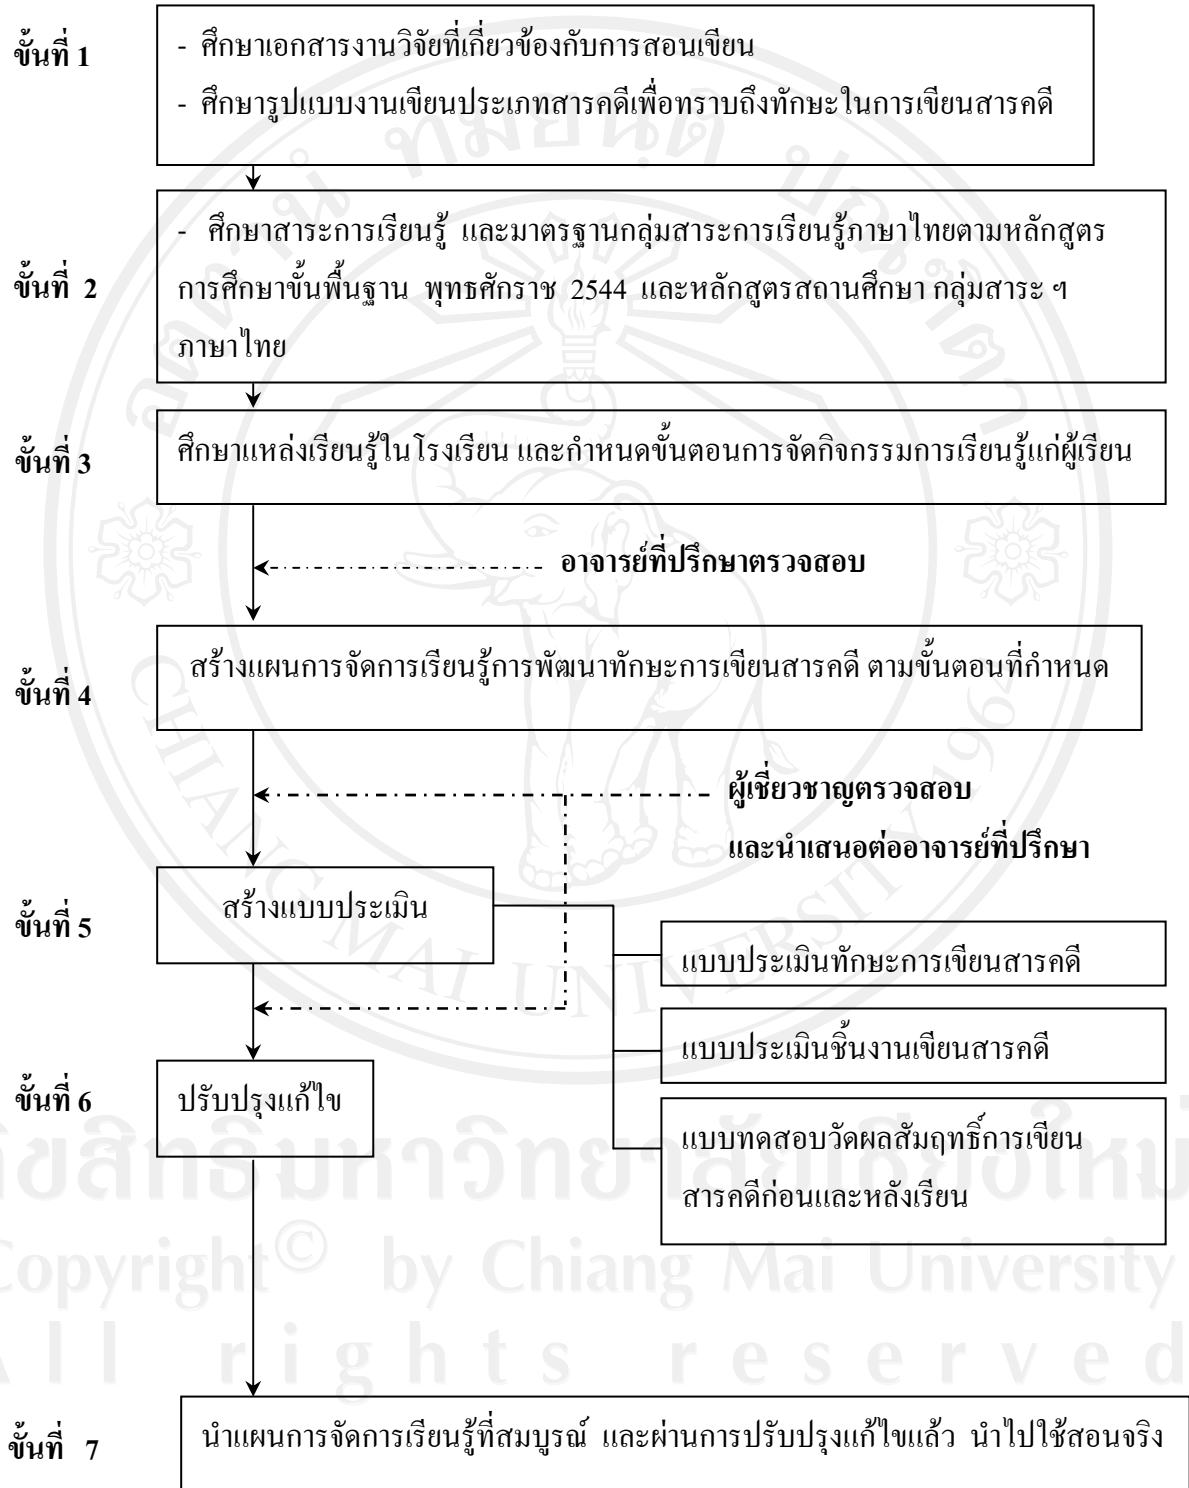 ขั้นที่ 1
- ศึกษาเอกสารงานวิจัยที่เกี่ยวข้องกับการสอนเขียน
- ศึกษารูปแบบงานเขียนประเภทสารคดีเพื่อทราบถึงทักษะในการเขียนสารคดี
ขั้นที่ 2
- ศึกษาสาระการเรียนรู้ และมาตรฐานกลุ่มสาระการเรียนรู้ภาษาไทยตามหลักสูตร
การศึกษาขั้นพื้นฐาน พุทธศักราช 2544 และหลักสูตรสถานศึกษา กลุ่มสาระ ฯ
ภาษาไทย
ขั้นที่ 3
ศึกษาแหล่งเรียนรู้ในโรงเรียน และกำหนดขั้นตอนการจัดกิจกรรมการเรียนรู้แก่ผู้เรียน
อาจารย์ที่ปรึกษาตรวจสอบ
ขั้นที่ 4
สร้างแผนการจัดการเรียนรู้การพัฒนาทักษะการเขียนสารคดี ตามขั้นตอนที่กำหนด
ผู้เชี่ยวชาญตรวจสอบ
และนำเสนอต่ออาจารย์ที่ปรึกษา
ขั้นที่ 5
สร้างแบบประเมิน
แบบประเมินทักษะการเขียนสารคดี
แบบประเมินชิ้นงานเขียนสารคดี
ขั้นที่ 6
ปรับปรุงแก้ไข
แบบทดสอบวัดผลสัมฤทธิ์การเขียน
สารคดีก่อนและหลังเรียน
ขั้นที่ 7
นำแผนการจัดการเรียนรู้ที่สมบูรณ์ และผ่านการปรับปรุงแก้ไขแล้ว นำไปใช้สอนจริง
CHIANG MAI UNIVERSITY 1964
Copyright© by Chiang Mai University
All rights reserved